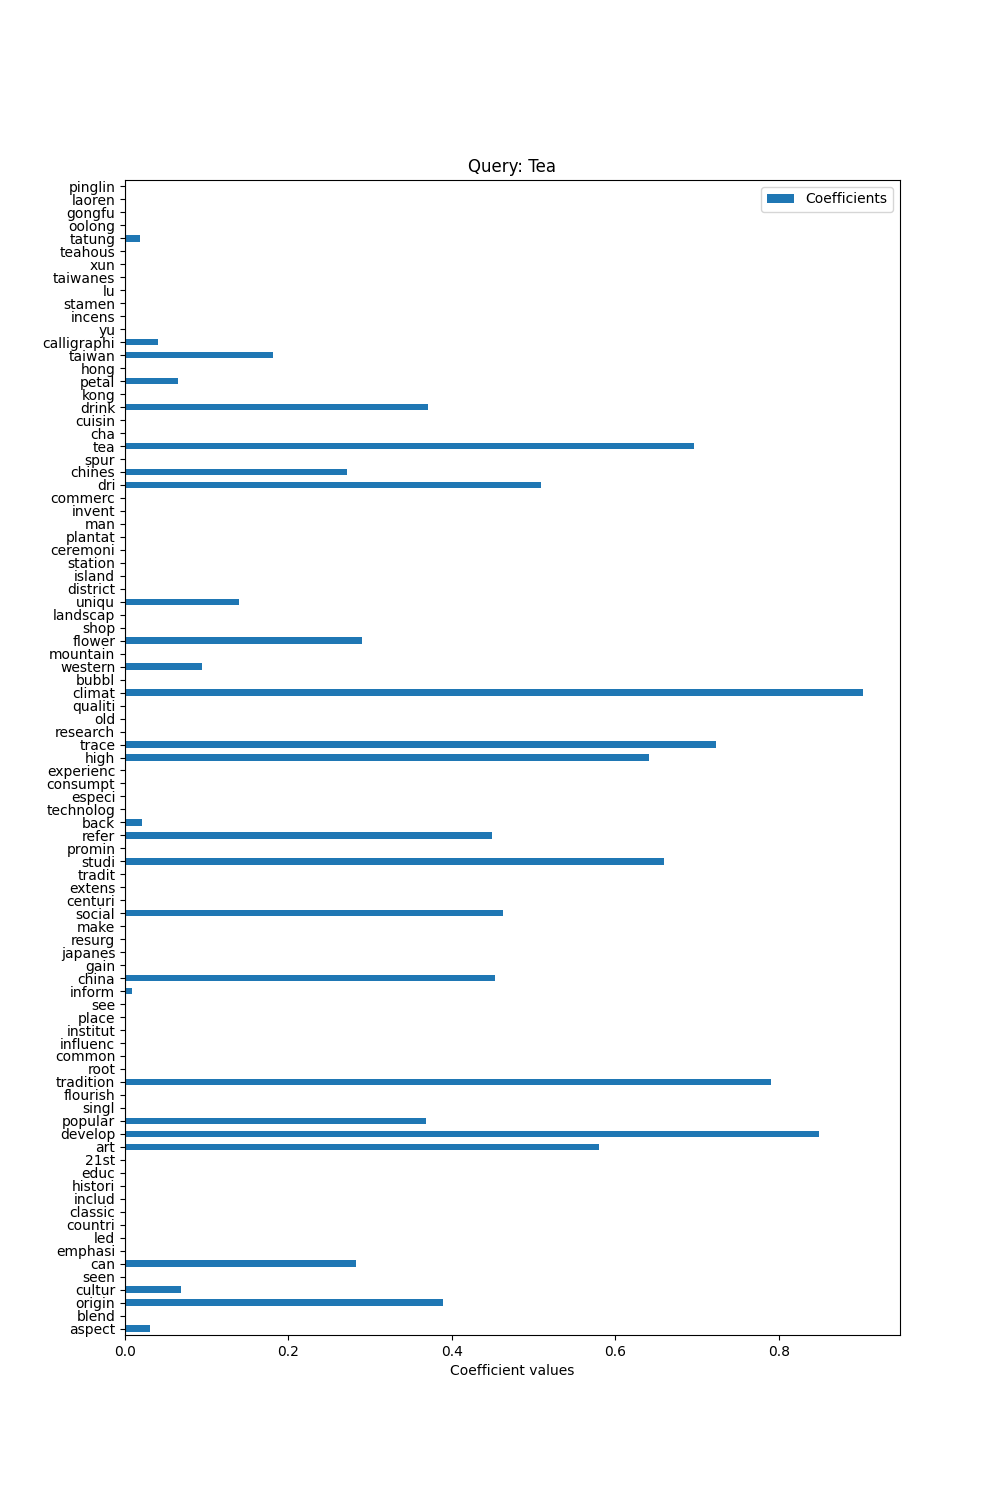 Query: Tea
Coefficients
pinglin
laoren
gongfu
oolong
tatung
teahous
xun
taiwanes
lu
stamen
incens
yu
calligraphi
taiwan
hong
petal
kong
drink
cuisin
cha
tea
spur
chines
dri
commerc
invent
man
plantat
ceremoni
station
island
district
uniqu
landscap
shop
flower
mountain
western
bubbl
climat
qualiti
old
research
trace
high
experienc
consumpt
especi
technolog
back
refer
promin
studi
tradit
extens
centuri
social
make
resurg
japanes
gain
china
inform
see
place
institut
influenc
common
root
tradition
flourish
singl
popular
develop
art
21st
educ
histori
includ
classic
countri
led
emphasi
can
seen
cultur
origin
blend
aspect
0.0 0.2 0.4 0.6 0.8
Coefficient values